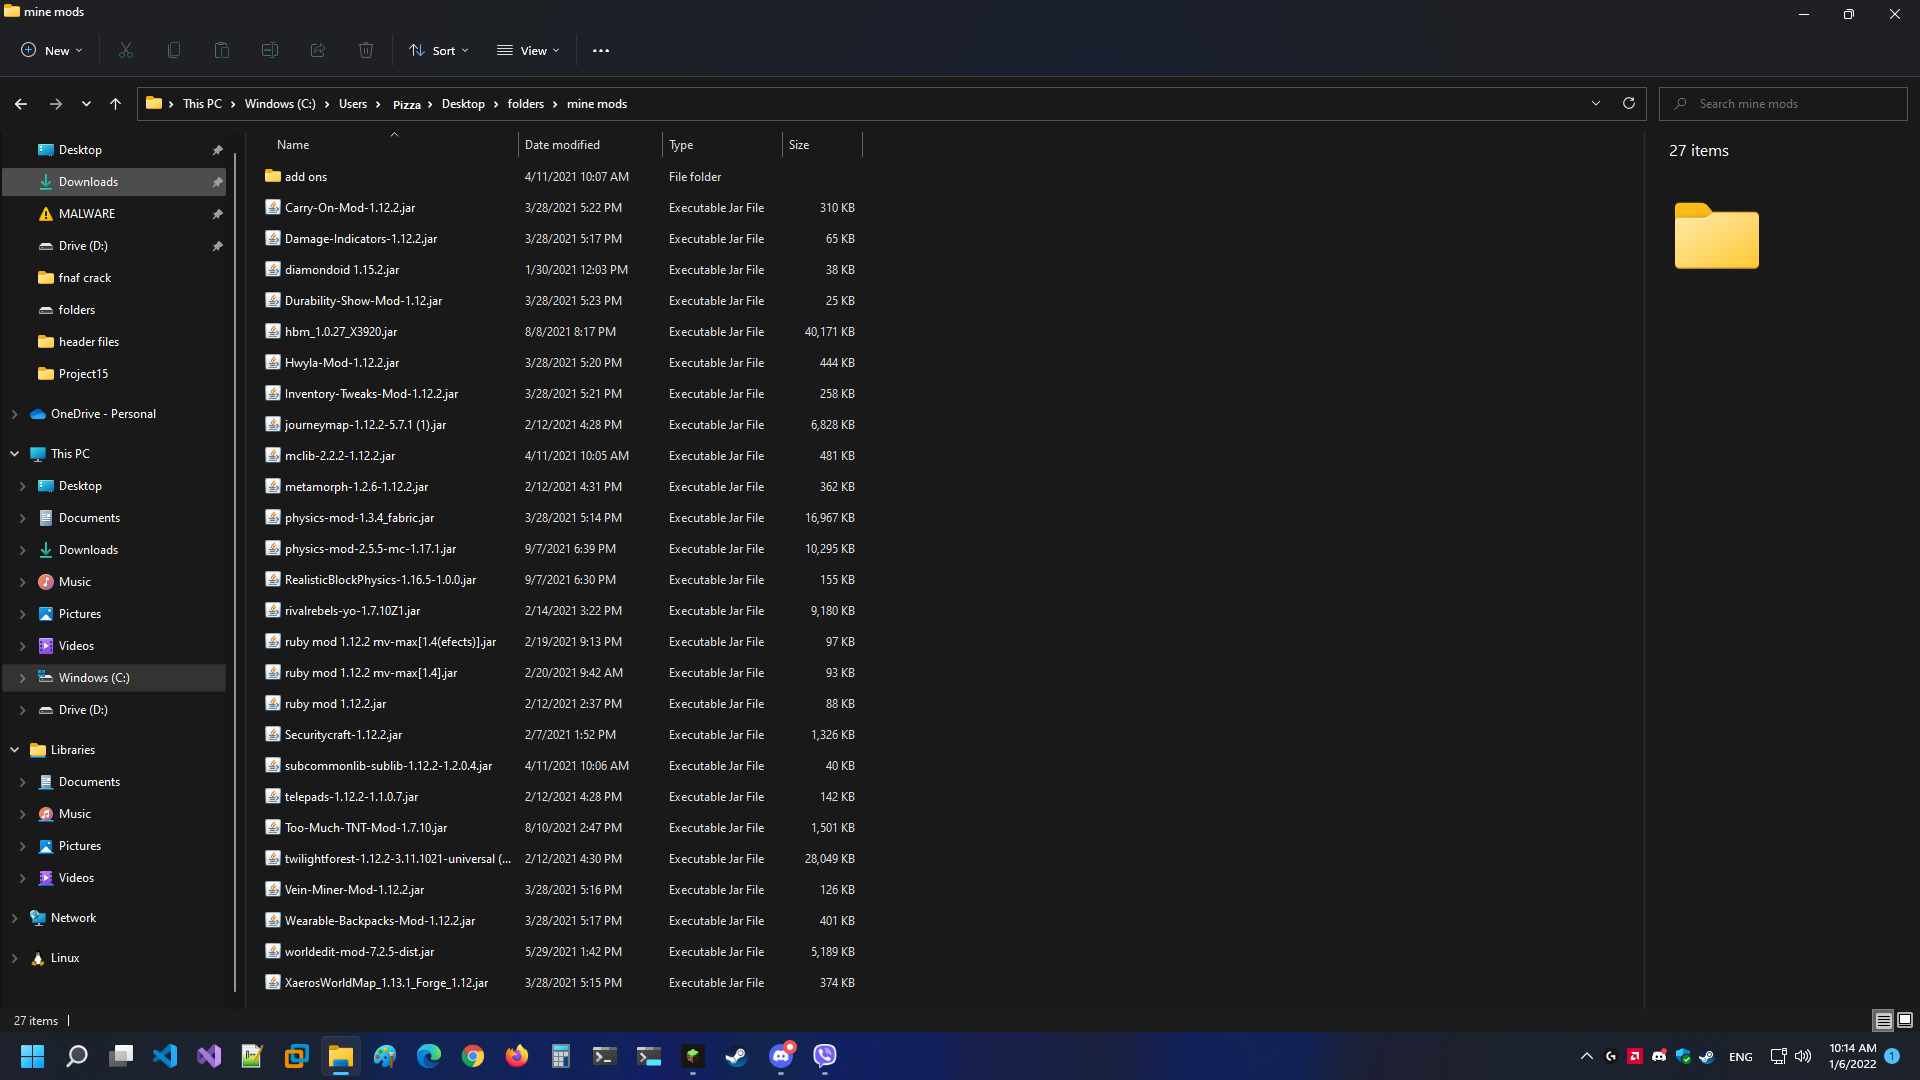 mine mods
New
Sort
View
This PC
Windows (C:)
Users
Pizza
Desktop
folders
mine mods
Search mine mods
Desktop
Downloads
MALWARE
Drive (D:)
fnaf crack
folders
header files
Project15
OneDrive - Personal
This PC
Desktop
Documents
Downloads
Music
Pictures
Videos
Windows (C:)
Drive (D:)
Libraries
Documents
Music
Pictures
Videos
Network
Linux
Name Date modified Type Size
add ons 4/11/2021 10:07 AM File folder
Carry-On-Mod-1.12.2.jar 3/28/2021 5:22 PM Executable Jar File 310 KB
Damage-Indicators-1.12.2.jar 3/28/2021 5:17 PM Executable Jar File 65 KB
diamondoid 1.15.2.jar 1/30/2021 12:03 PM Executable Jar File 38 KB
Durability-Show-Mod-1.12.jar 3/28/2021 5:23 PM Executable Jar File 25 KB
hbm_1.0.27_X3920.jar 8/8/2021 8:17 PM Executable Jar File 40,171 KB
Hwyla-Mod-1.12.2.jar 3/28/2021 5:20 PM Executable Jar File 444 KB
Inventory-Tweaks-Mod-1.12.2.jar 3/28/2021 5:21 PM Executable Jar File 258 KB
journeymap-1.12.2-5.7.1 (1).jar 2/12/2021 4:28 PM Executable Jar File 6,828 KB
mclib-2.2.2-1.12.2.jar 4/11/2021 10:05 AM Executable Jar File 481 KB
metamorph-1.2.6-1.12.2.jar 2/12/2021 4:31 PM Executable Jar File 362 KB
physics-mod-1.3.4_fabric.jar 3/28/2021 5:14 PM Executable Jar File 16,967 KB
physics-mod-2.5.5-mc-1.17.1.jar 9/7/2021 6:39 PM Executable Jar File 10,295 KB
RealisticBlockPhysics-1.16.5-1.0.0.jar 9/7/2021 6:30 PM Executable Jar File 155 KB
rivalrebels-yo-1.7.10Z1.jar 2/14/2021 3:22 PM Executable Jar File 9,180 KB
ruby mod 1.12.2 mv-max[1.4(efects)].jar 2/19/2021 9:13 PM Executable Jar File 97 KB
ruby mod 1.12.2 mv-max[1.4].jar 2/20/2021 9:42 AM Executable Jar File 93 KB
ruby mod 1.12.2.jar 2/12/2021 2:37 PM Executable Jar File 88 KB
Securitycraft-1.12.2.jar 2/7/2021 1:52 PM Executable Jar File 1,326 KB
subcommonlib-sublib-1.12.2-1.2.0.4.jar 4/11/2021 10:06 AM Executable Jar File 40 KB
telepads-1.12.2-1.1.0.7.jar 2/12/2021 4:28 PM Executable Jar File 142 KB
Too-Much-TNT-Mod-1.7.10.jar 8/10/2021 2:47 PM Executable Jar File 1,501 KB
twilightforest-1.12.2-3.11.1021-universal (... 2/12/2021 4:30 PM Executable Jar File 28,049 KB
Vein-Miner-Mod-1.12.2.jar 3/28/2021 5:16 PM Executable Jar File 126 KB
Wearable-Backpacks-Mod-1.12.2.jar 3/28/2021 5:17 PM Executable Jar File 401 KB
worldedit-mod-7.2.5-dist.jar 5/29/2021 1:42 PM Executable Jar File 5,189 KB
XaerosWorldMap_1.13.1_Forge_1.12.jar 3/28/2021 5:15 PM Executable Jar File 374 KB
27 items
27 items
ENG
10:14 AM
1/6/2022
1